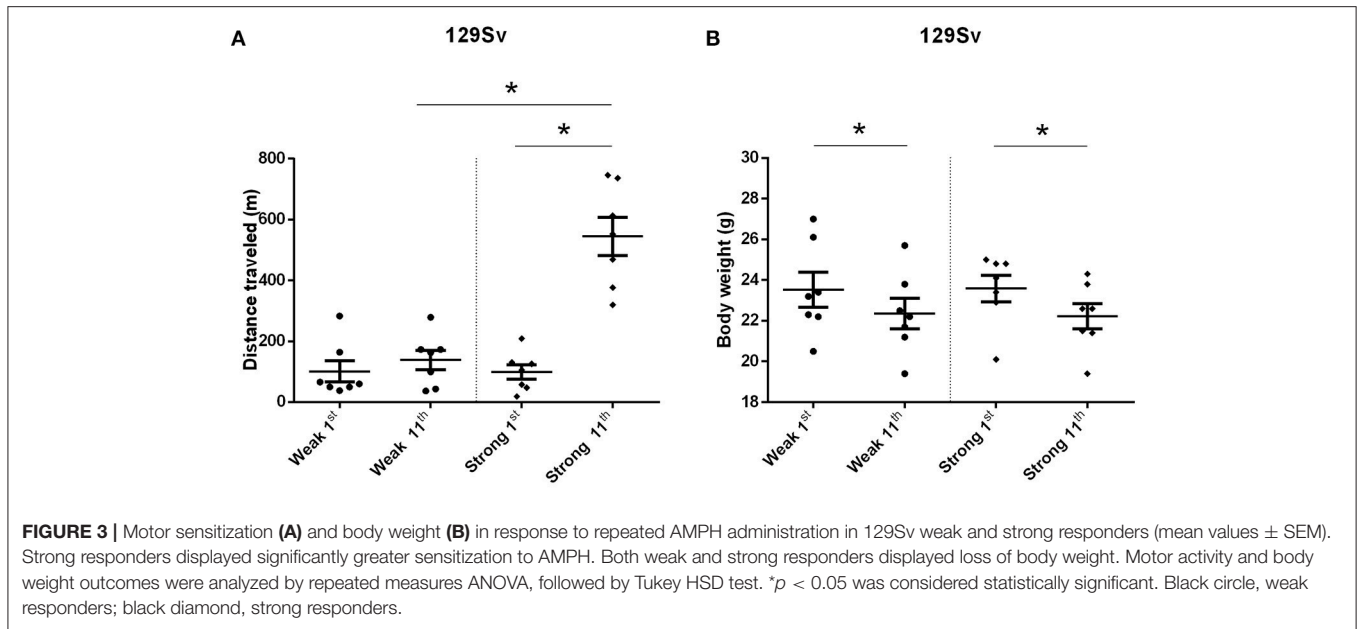 A 129Sv
B 129Sv
*
*
*
*
Distance traveled (m)
800
600
400
200
0
Weak 1st
Weak 11th
Strong 1st
Strong 11th
Body weight (g)
30
28
26
24
22
20
18
Weak 1st
Weak 11th
Strong 1st
Strong 11th
FIGURE 3 | Motor sensitization (A) and body weight (B) in response to repeated AMPH administration in 129Sv weak and strong responders (mean values ± SEM).
Strong responders displayed significantly greater sensitization to AMPH. Both weak and strong responders displayed loss of body weight. Motor activity and body
weight outcomes were analyzed by repeated measures ANOVA, followed by Tukey HSD test. *p < 0.05 was considered statistically significant. Black circle, weak
responders; black diamond, strong responders.